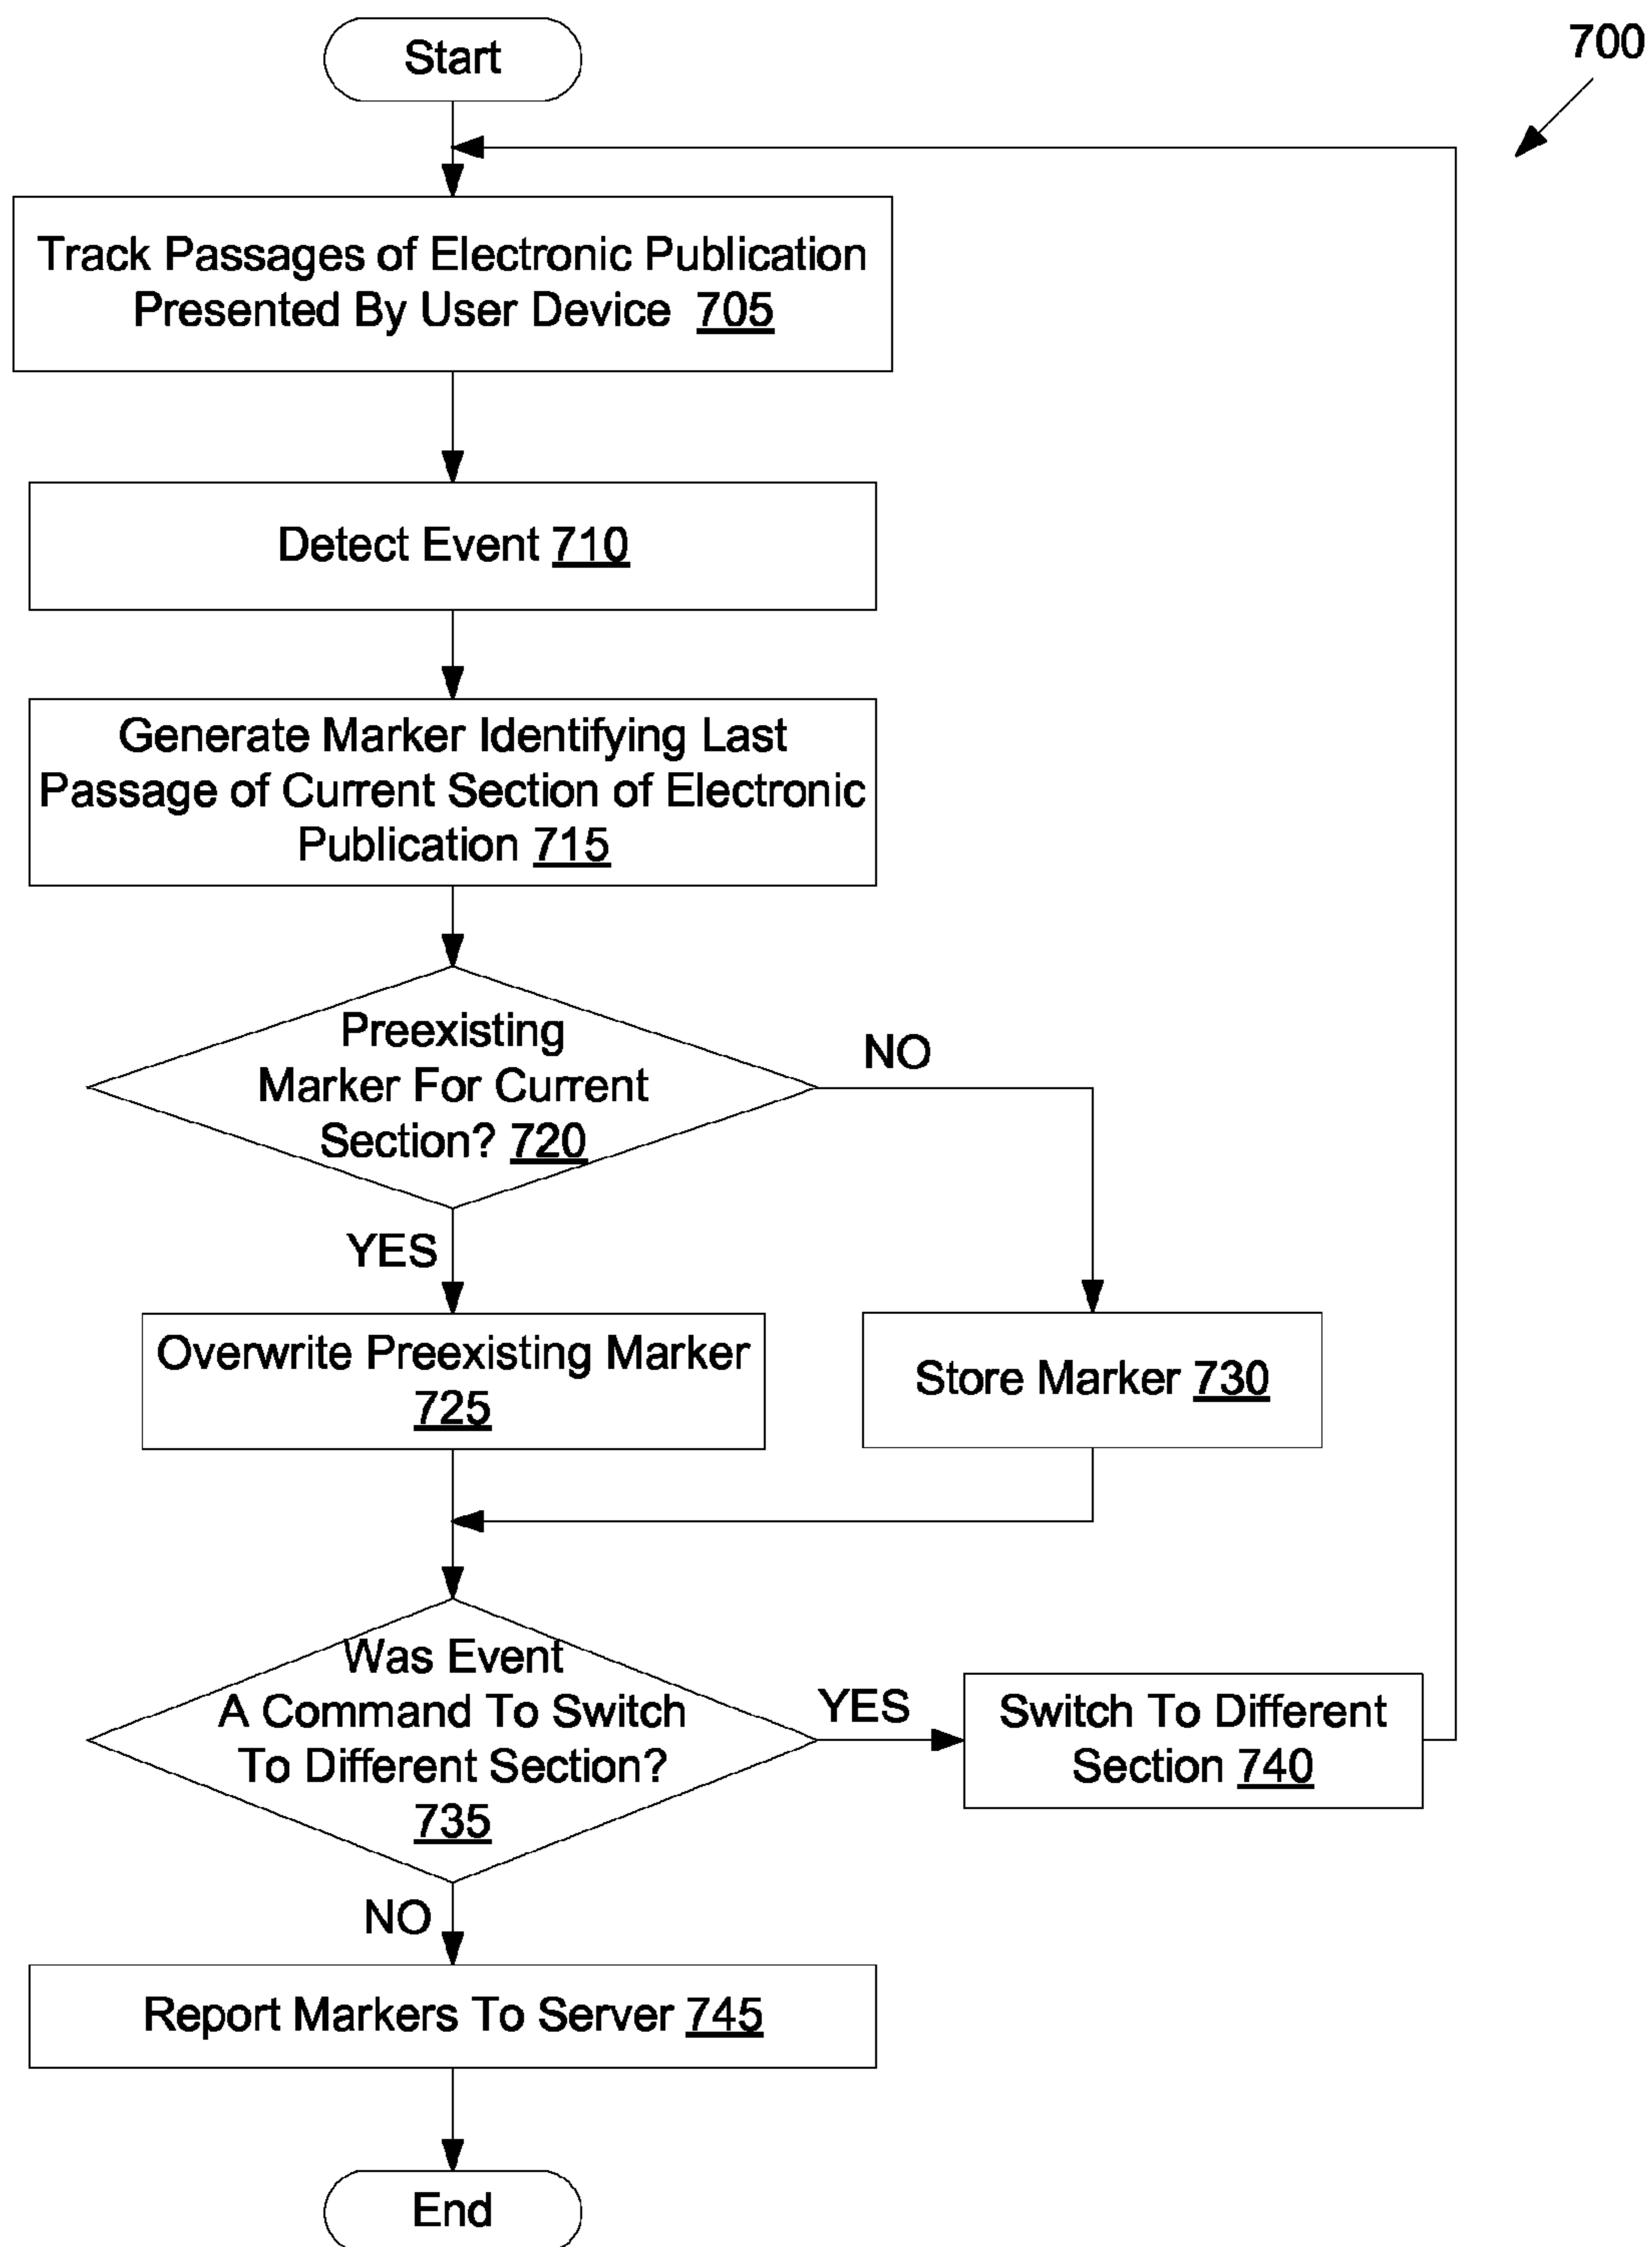 Start
700
Track Passages of Electronic Publication
Presented By User Device 705
Detect Event 710
Generate Marker Identifying Last
Passage of Current Section of Electronic
Publication 715
Preexisting
Marker For Current
Section? 720
NO
YES
Overwrite Preexisting Marker
725
Store Marker 730
Was Event
A Command To Switch
To Different Section?
735
YES
Switch To Different
Section 740
NO
Report Markers To Server 745
End